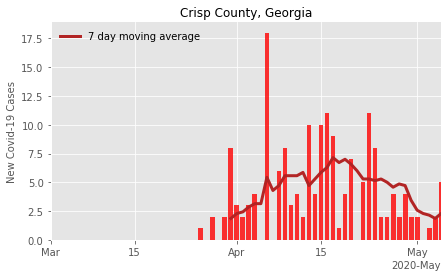 Crisp County, Georgia
7 day moving average
New Covid-19 Cases
17.5
15.0
12.5
10.0
7.5
5.0
2.5
0.0
Mar
15
Apr
15
May
2020-May